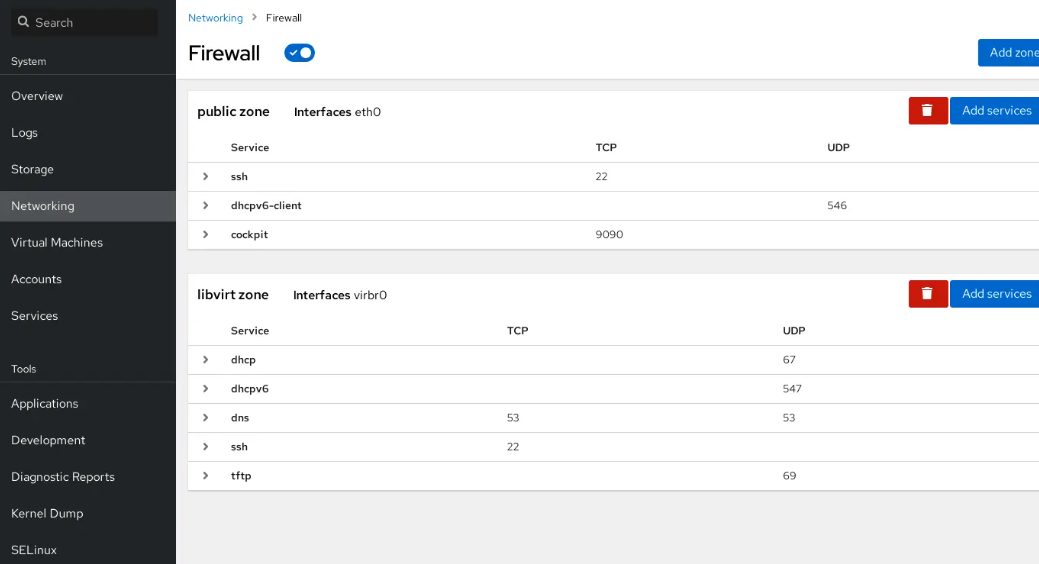 Search
System
Overview
Logs
Storage
Networking
Virtual Machines
Accounts
Services
Tools
Applications
Development
Diagnostic Reports
Kernel Dump
SELinux
Networking > Firewall
Firewall
Add zone
public zone Interfaces eth0 Add services
Service TCP UDP
ssh 22
dhcpv6-client 546
cockpit 9090
libvirt zone Interfaces virbr0 Add services
Service TCP UDP
dhcp 67
dhcpv6 547
dns 53 53
ssh 22
tftp 69